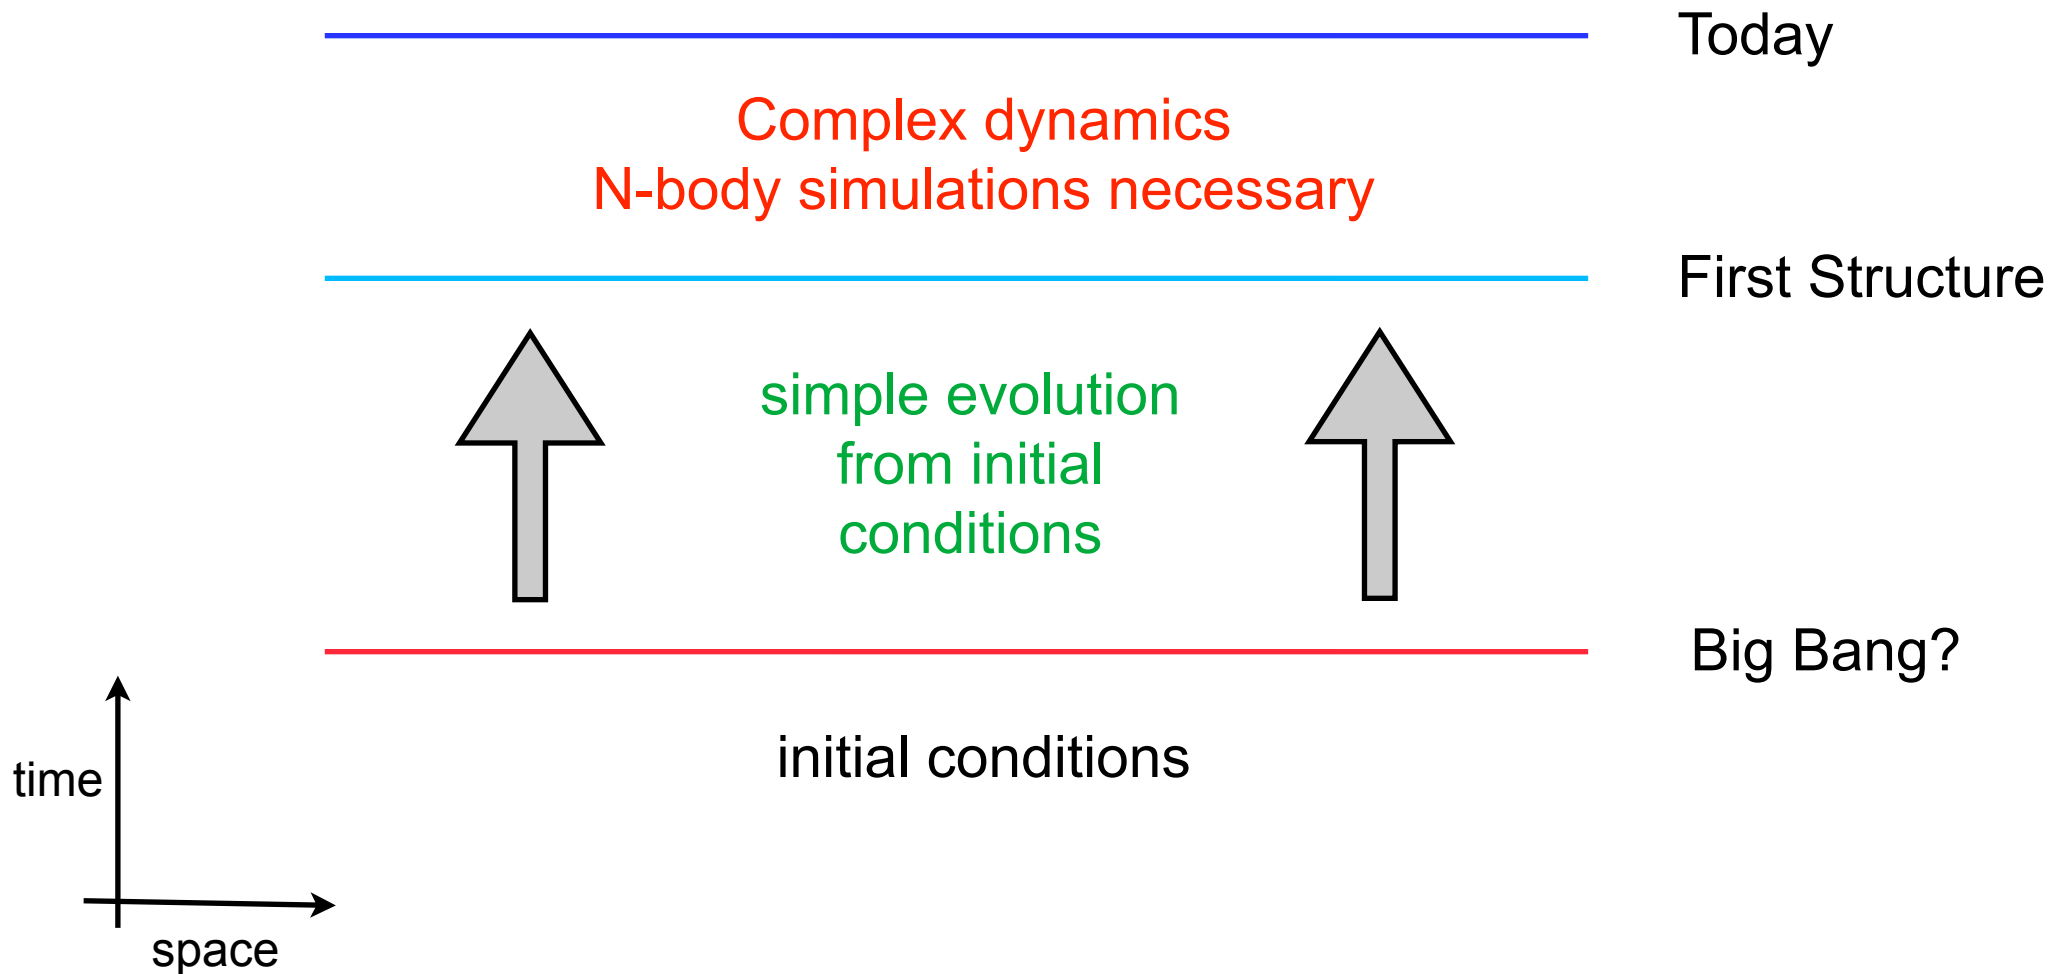 Today
Complex dynamics
N-body simulations necessary
First Structure
simple evolution
from initial
conditions
Big Bang?
initial conditions
time
space